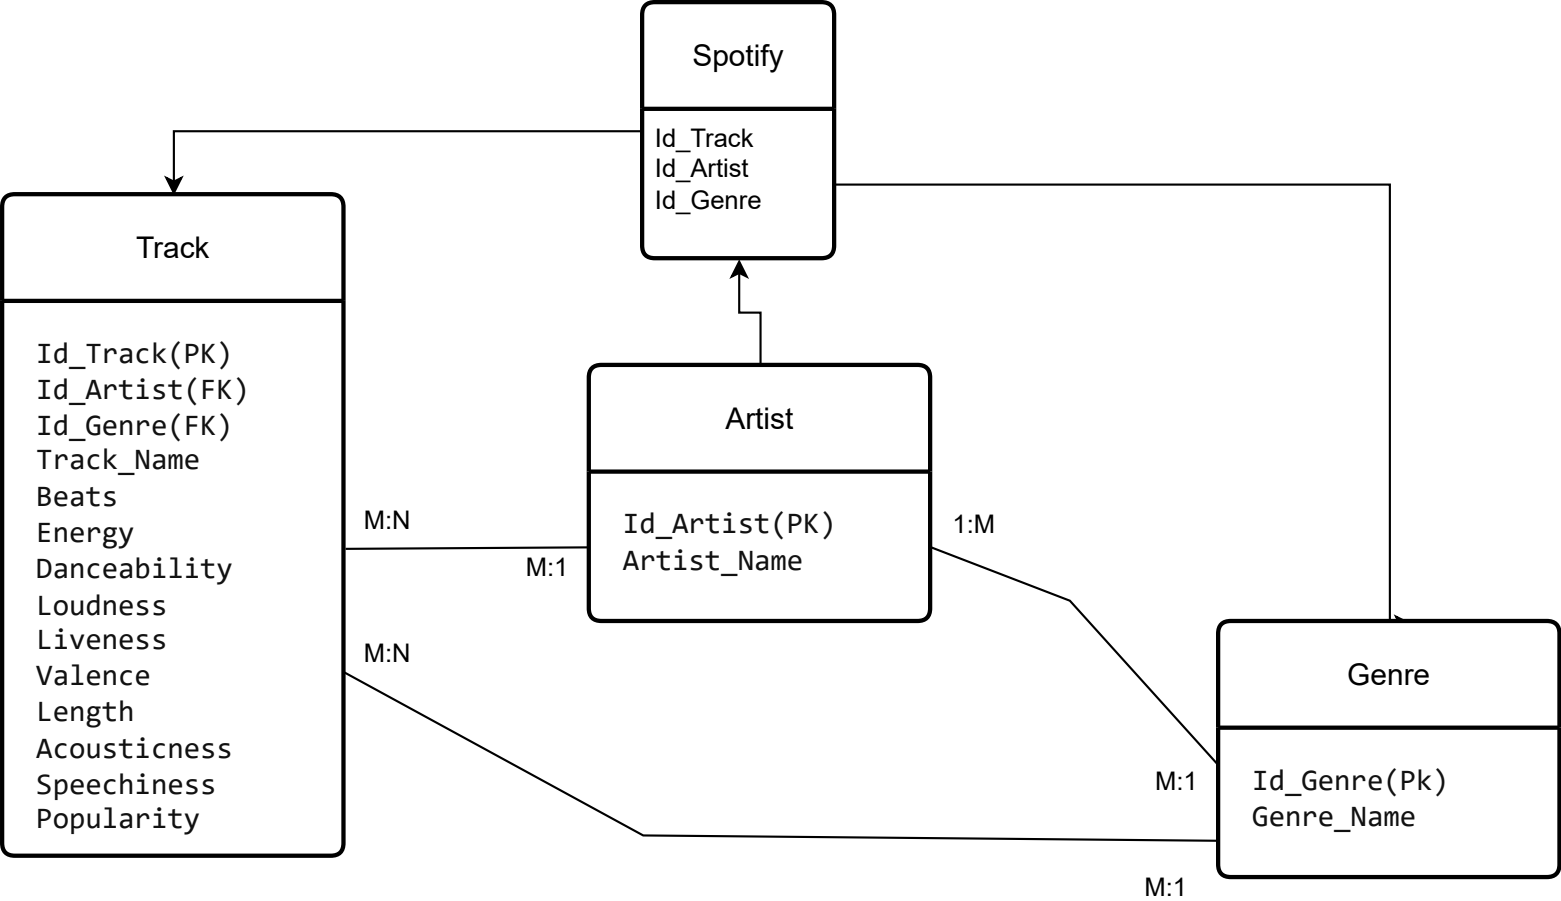 Spotify
Id_Track
Id_Artist
Id_Genre
Track
Id_Track(PK)
Id_Artist(FK)
Id_Genre(FK)
Track_Name
Beats
Energy
Danceability
Loudness
Liveness
Valence
Length
Acousticness
Speechiness
Popularity
M:N
M:1
M:N
Artist
Id_Artist(PK)
Artist_Name
1:M
M:1
Genre
Id_Genre(Pk)
Genre_Name
M:1